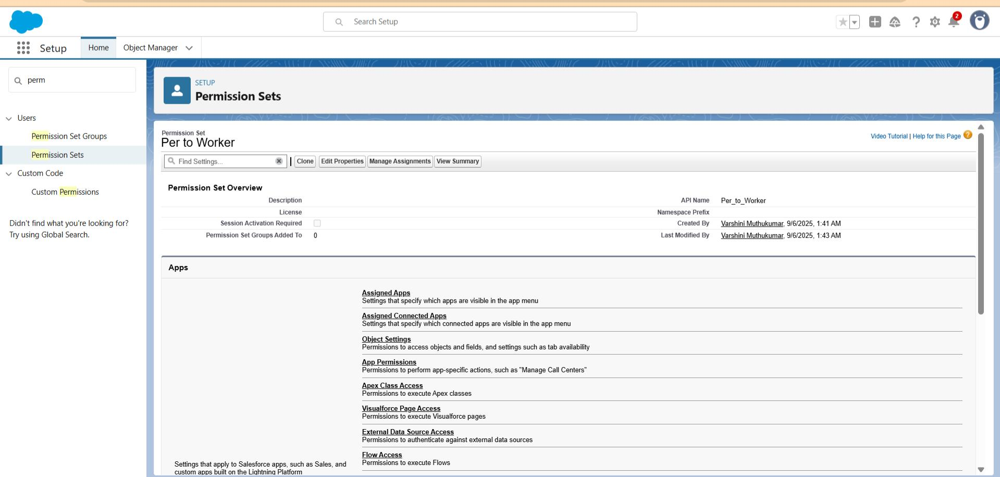 Search Setup
2
Setup
Home
Object Manager
perm
Users
Permission Set Groups
Permission Sets
Custom Code
Custom Permissions
Didn't find what you're looking for?
Try using Global Search.
SETUP
Permission Sets
Permission Set
Per to Worker
Video Tutorial | Help for this Page ?
Find Settings...
Clone
Edit Properties
Manage Assignments
View Summary
Permission Set Overview
Description
API Name Per_to_Worker
License
Namespace Prefix
Session Activation Required
Created By Varshini Muthukumar, 9/6/2025, 1:41 AM
Permission Set Groups Added To 0
Last Modified By Varshini Muthukumar, 9/6/2025, 1:43 AM
Apps
Settings that apply to Salesforce apps, such as Sales, and
custom apps built on the Lightning Platform
Assigned Apps
Settings that specify which apps are visible in the app menu
Assigned Connected Apps
Settings that specify which connected apps are visible in the app menu
Object Settings
Permissions to access objects and fields, and settings such as tab availability
App Permissions
Permissions to perform app-specific actions, such as "Manage Call Centers"
Apex Class Access
Permissions to execute Apex classes
Visualforce Page Access
Permissions to execute Visualforce pages
External Data Source Access
Permissions to authenticate against external data sources
Flow Access
Permissions to execute Flows